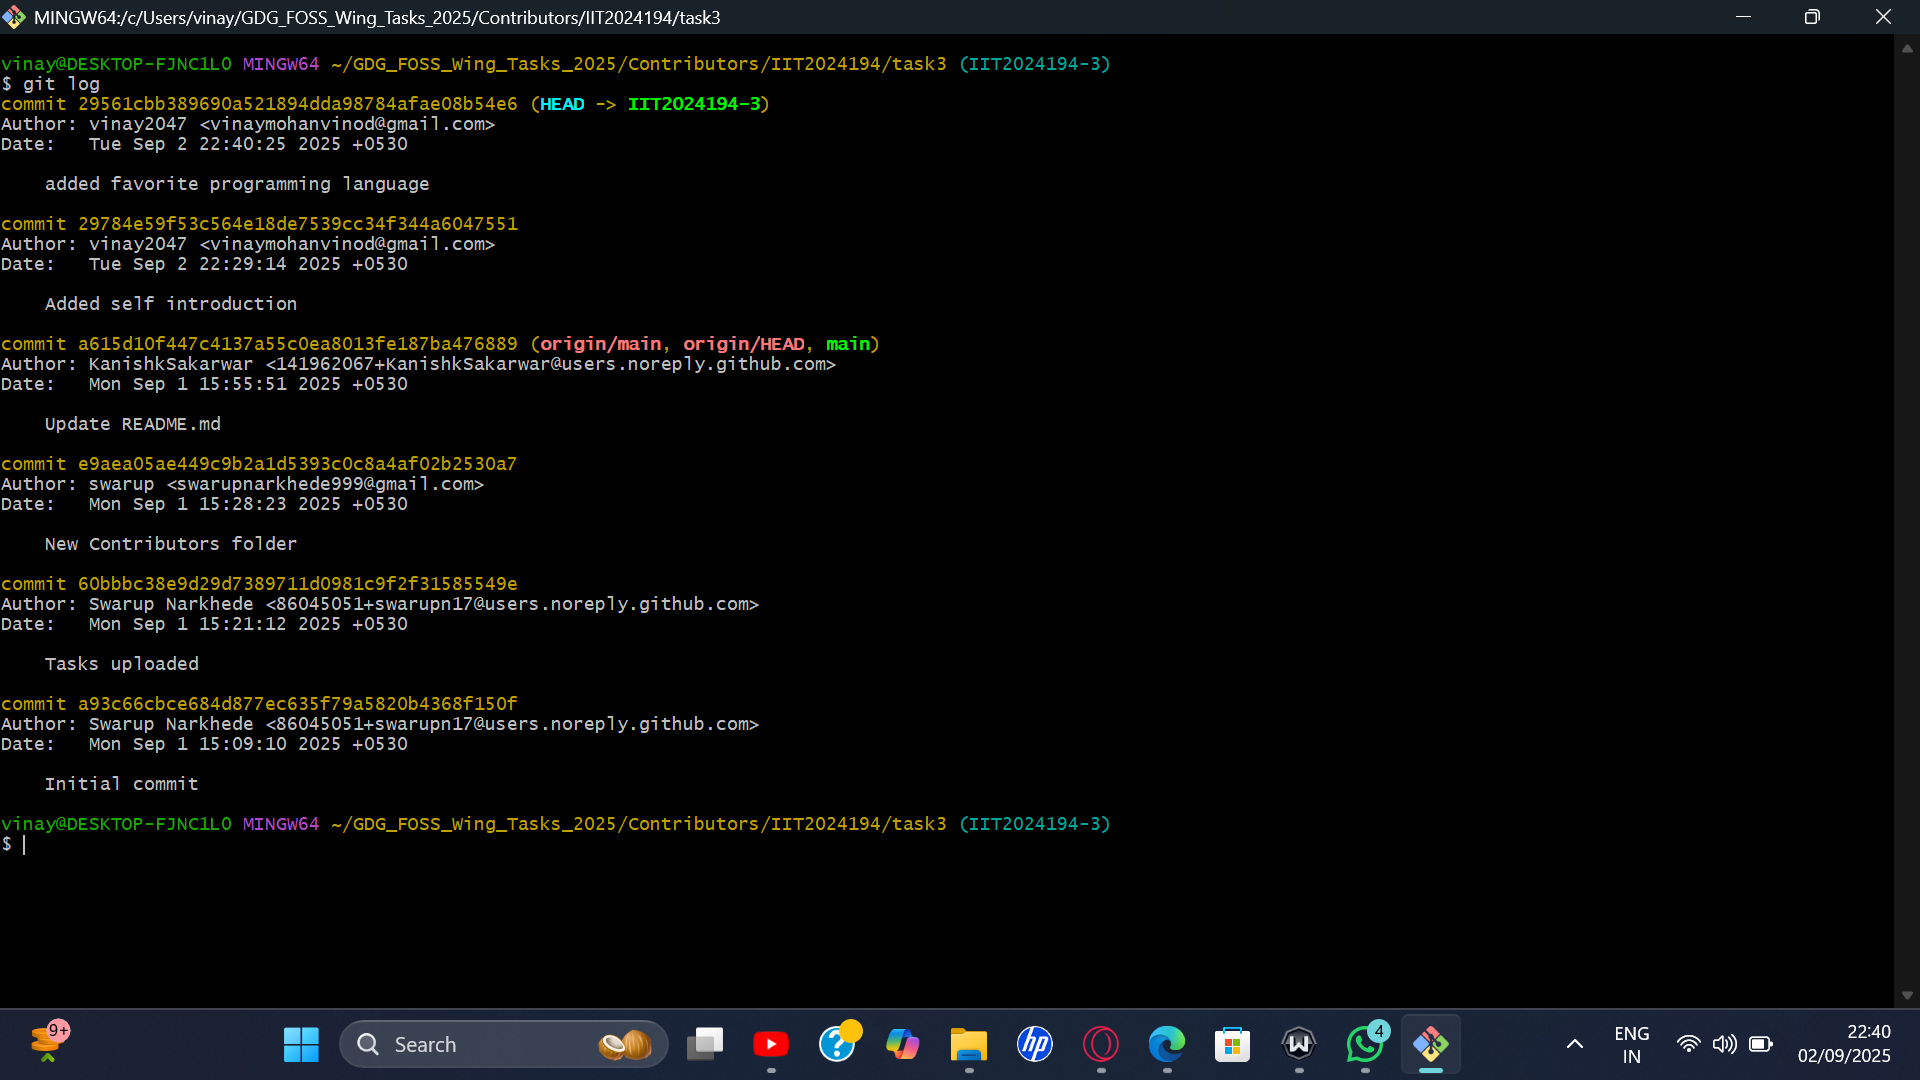 MINGW64:/c/Users/vinay/GDG_FOSS_Wing_Tasks_2025/Contributors/IIT2024194/task3
vinay@DESKTOP-FJNC1L0 MINGW64 ~/GDG_FOSS_Wing_Tasks_2025/Contributors/IIT2024194/task3 (IIT2024194-3)
$ git log
commit 29561cbb389690a521894dda98784afae08b54e6 (HEAD -> IIT2024194-3)
Author: vinay2047 <vinaymohanvinod@gmail.com>
Date:   Tue Sep 2 22:40:25 2025 +0530
    added favorite programming language
commit 29784e59f53c564e18de7539cc34f344a6047551
Author: vinay2047 <vinaymohanvinod@gmail.com>
Date:   Tue Sep 2 22:29:14 2025 +0530
    Added self introduction
commit a615d10f447c4137a55c0ea8013fe187ba476889 (origin/main, origin/HEAD, main)
Author: KanishkSakarwar <141962067+KanishkSakarwar@users.noreply.github.com>
Date:   Mon Sep 1 15:55:51 2025 +0530
    Update README.md
commit e9aea05ae449c9b2a1d5393c0c8a4af02b2530a7
Author: swarup <swarupnarkhede999@gmail.com>
Date:   Mon Sep 1 15:28:23 2025 +0530
    New Contributors folder
commit 60bbbc38e9d29d7389711d0981c9f2f31585549e
Author: Swarup Narkhede <86045051+swarupn17@users.noreply.github.com>
Date:   Mon Sep 1 15:21:12 2025 +0530
    Tasks uploaded
commit a93c66cbce684d877ec635f79a5820b4368f150f
Author: Swarup Narkhede <86045051+swarupn17@users.noreply.github.com>
Date:   Mon Sep 1 15:09:10 2025 +0530
    Initial commit
vinay@DESKTOP-FJNC1L0 MINGW64 ~/GDG_FOSS_Wing_Tasks_2025/Contributors/IIT2024194/task3 (IIT2024194-3)
$
9+
Search
?
hp
W
4
ENG
IN
22:40
02/09/2025